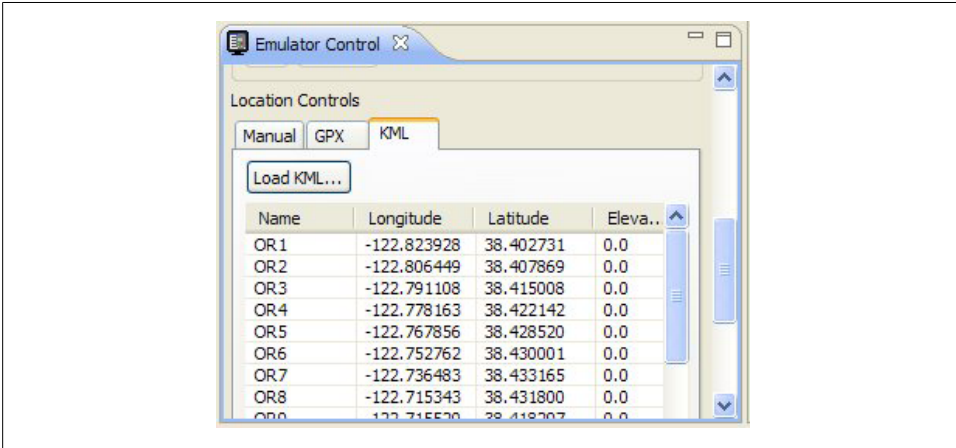 Emulator Control
Location Controls
Manual GPX KML
Load KML...
Name Longitude Latitude Eleva...
OR1 -122.823928 38.402731 0.0
OR2 -122.806449 38.407869 0.0
OR3 -122.791108 38.415008 0.0
OR4 -122.778163 38.422142 0.0
OR5 -122.767856 38.428520 0.0
OR6 -122.752762 38.430001 0.0
OR7 -122.736483 38.433165 0.0
OR8 -122.715343 38.431800 0.0